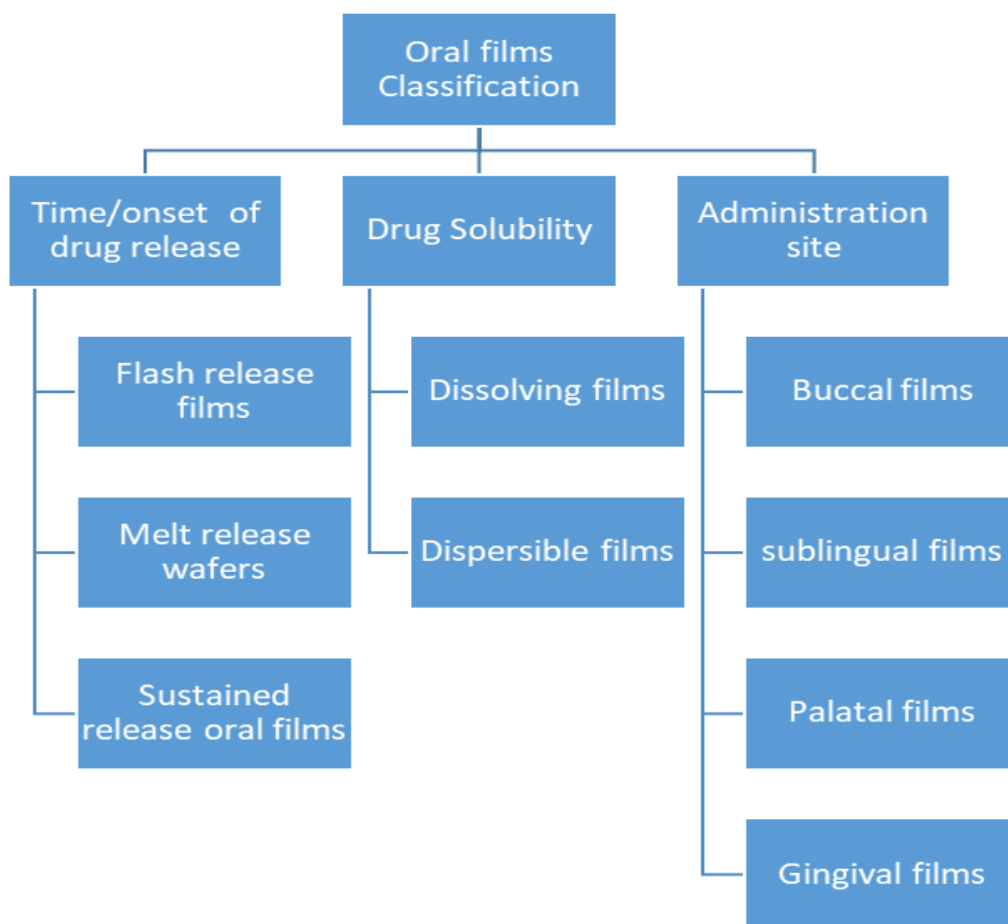 Oral films
Classification
Time/onset of
drug release
Drug Solubility
Administration
site
Flash release
films
Melt release
wafers
Sustained
release oral films
Dissolving films
Dispersible films
Buccal films
sublingual films
Palatal films
Gingival films